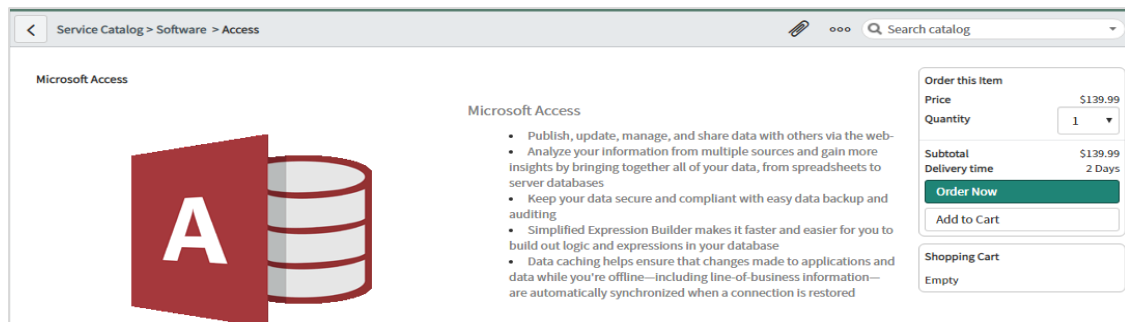 Service Catalog > Software > Access
Search catalog
Microsoft Access
A
Microsoft Access
• Publish, update, manage, and share data with others via the web-
• Analyze your information from multiple sources and gain more
insights by bringing together all of your data, from spreadsheets to
server databases
• Keep your data secure and compliant with easy data backup and
auditing
• Simplified Expression Builder makes it faster and easier for you to
build out logic and expressions in your database
• Data caching helps ensure that changes made to applications and
data while you're offline—including line-of-business information—
are automatically synchronized when a connection is restored
Order this Item
Price $139.99
Quantity 1
Subtotal $139.99
Delivery time 2 Days
Order Now
Add to Cart
Shopping Cart
Empty